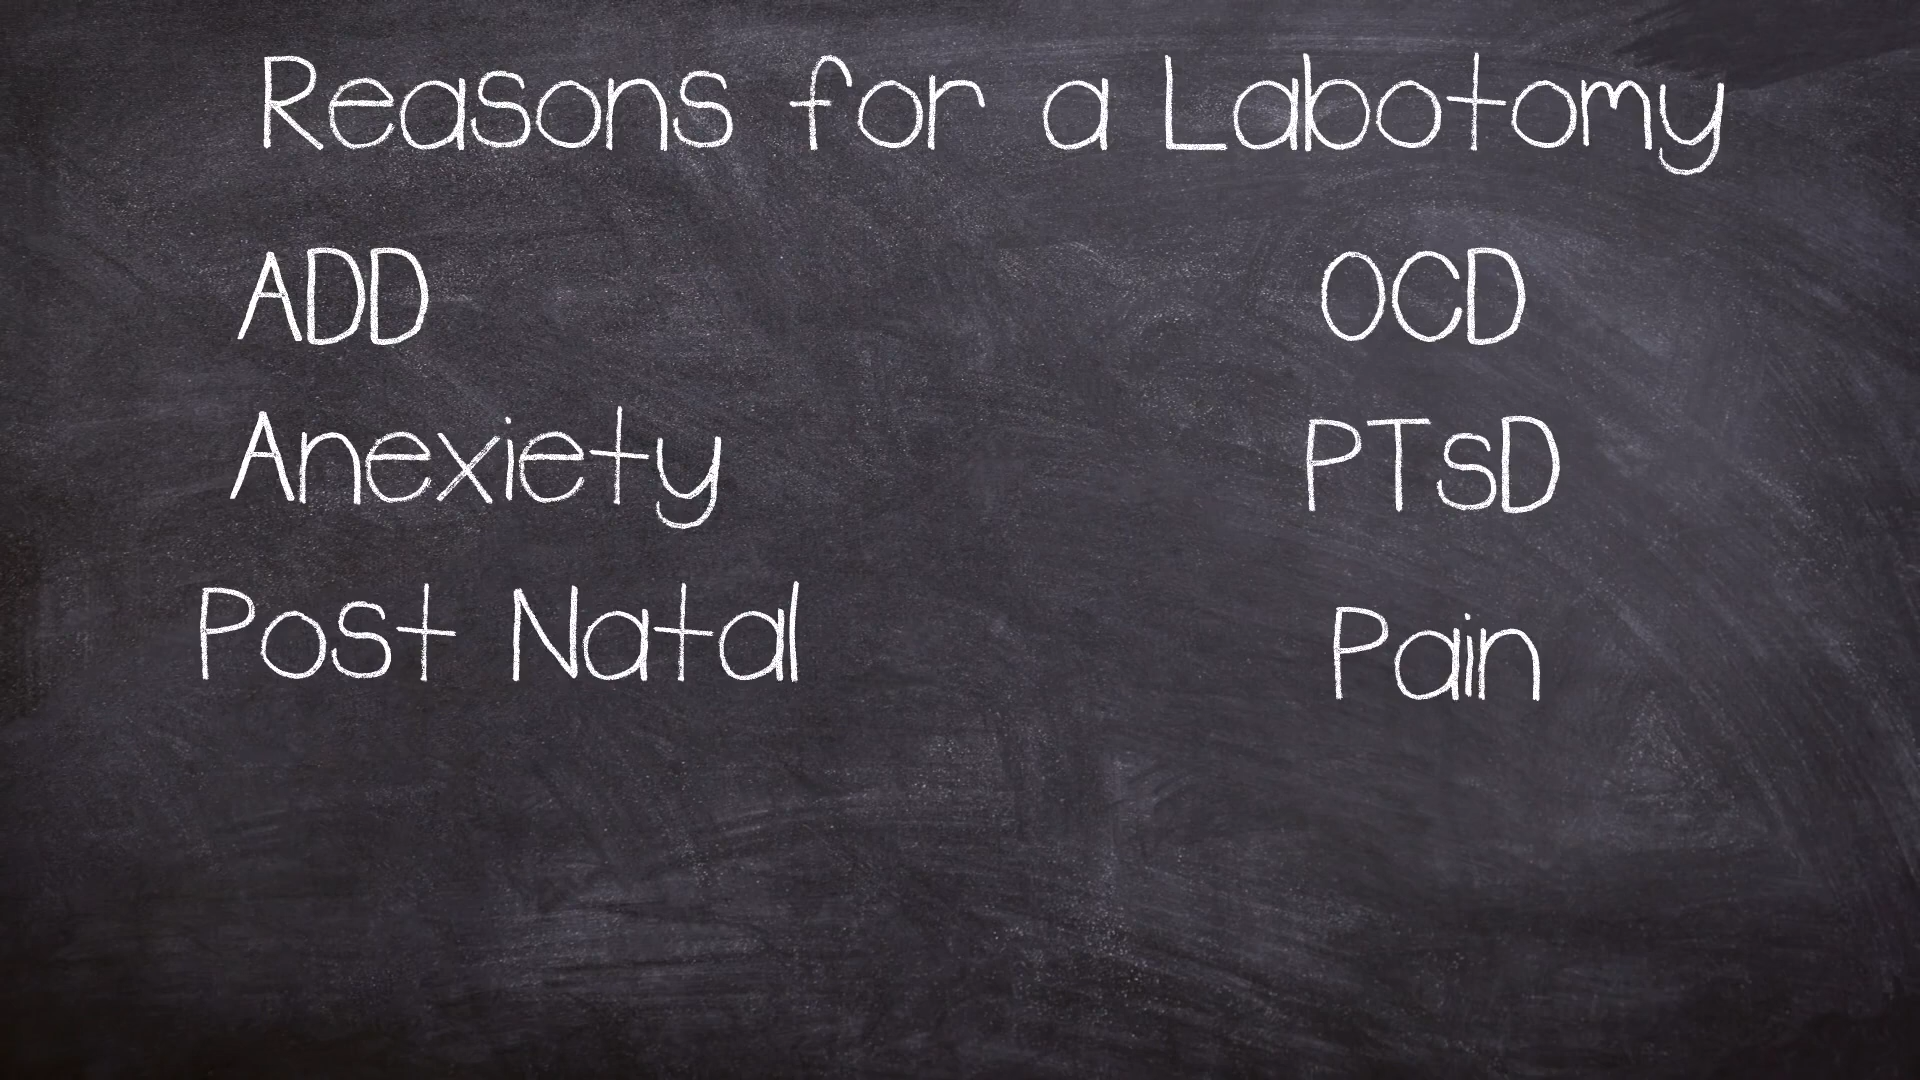 Reasons for a Labotomy
ADD
OCD
Anexiety
PTsD
Post Natal
Pain